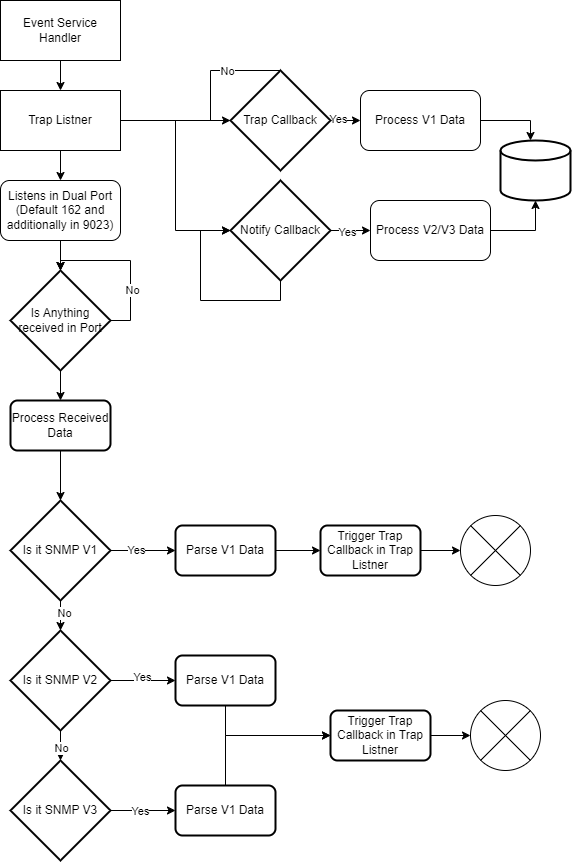 Event Service
Handler
Trap Listner
No
Trap Callback
Yes
Process V1 Data
Listens in Dual Port
(Default 162 and
additionally in 9023)
Notify Callback
Yes
Process V2/V3 Data
No
Is Anything
received in Port
Process Received
Data
Is it SNMP V1
Yes
Parse V1 Data
Trigger Trap
Callback in Trap
Listner
No
Is it SNMP V2
Yes
Parse V1 Data
Trigger Trap
Callback in Trap
Listner
No
Is it SNMP V3
Yes
Parse V1 Data